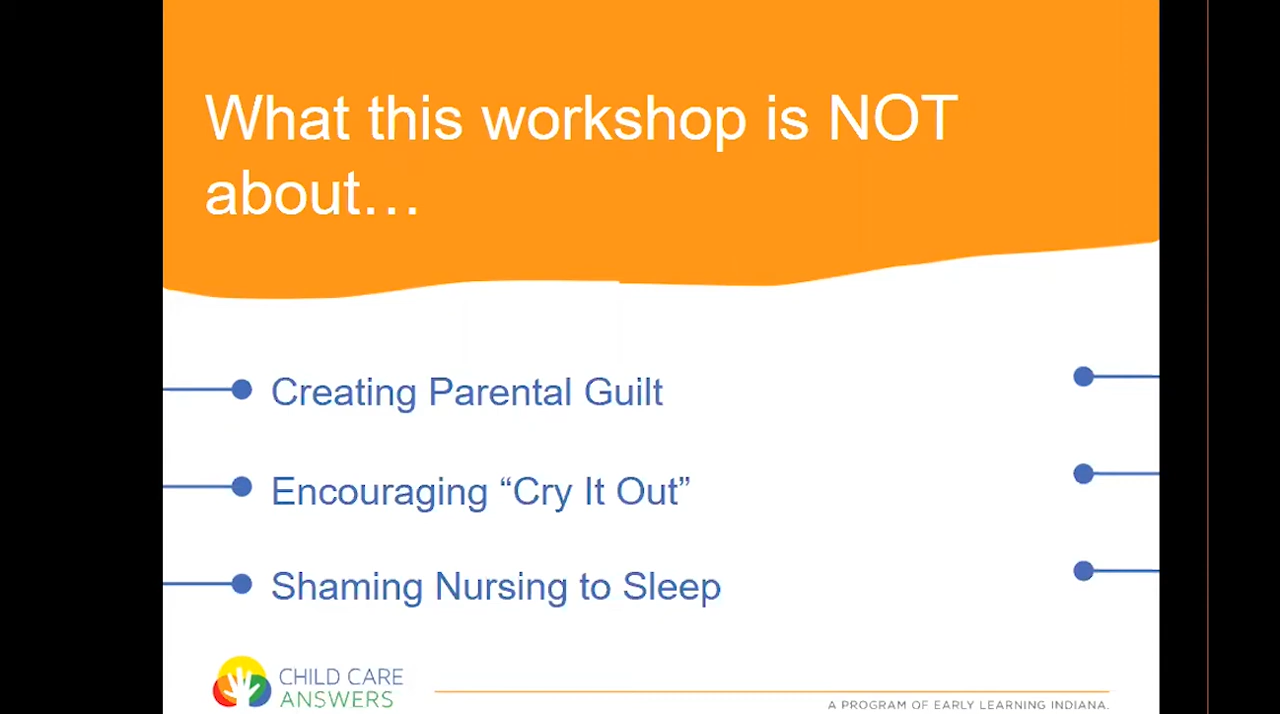 What this workshop is NOT
about…
Creating Parental Guilt
Encouraging “Cry It Out”
Shaming Nursing to Sleep
CHILD CARE
ANSWERS
A PROGRAM OF EARLY LEARNING INDIANA.